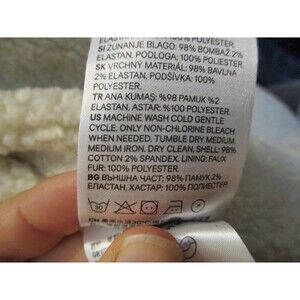 ELASTAN. 100% POLYESTER.
SI ZUNANJE BLAGO: 98% BOMBAŽ 2%
ELASTAN. PODLOGA: 100% POLIESTER.
SK VRCHNÝ MATERIÁL: 98% BAVLNA
2% ELASTAN. PODŠÍVKA: 100%
POLYESTER.
TR ANA KUMAŞ: %98 PAMUK %2
ELASTAN. ASTAR: %100 POLYESTER.
US MACHINE WASH COLD GENTLE
CYCLE. ONLY NON-CHLORINE BLEACH
WHEN NEEDED. TUMBLE DRY MEDIUM.
MEDIUM IRON. DRY CLEAN. SHELL: 98%
COTTON 2% SPANDEX. LINING: FAUX
FUR: 100% POLYESTER.
BG ВЪНШНА ЧАСТ: 98% ПАМУК 2%
ЕЛАСТАН. ХАСТАР: 100% ПОЛИЕСТЕР.
30
CN